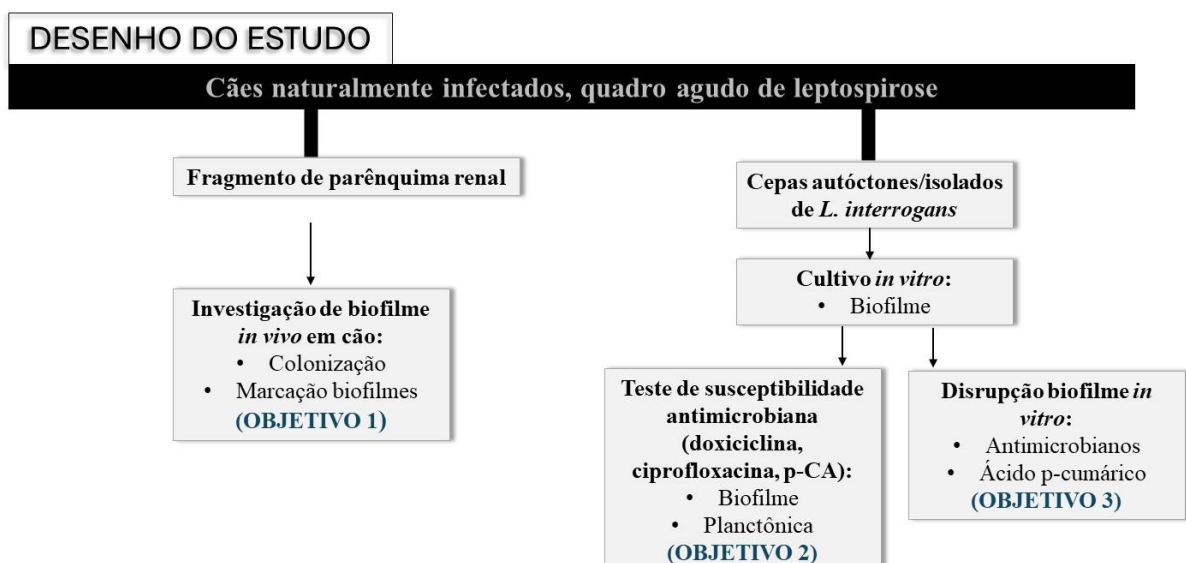 DESENHO DO ESTUDO
Cães naturalmente infectados, quadro agudo de leptospirose
Fragmento de parênquima renal
Investigação de biofilme
in vivo em cão:
• Colonização
• Marcação biofilmes
(OBJETIVO 1)
Cepas autóctones/isolados
de L. interrogans
Cultivo in vitro:
• Biofilme
Teste de susceptibilidade
antimicrobiana
(doxiciclina,
ciprofloxacina, p-CA):
• Biofilme
• Planctônica
(OBJETIVO 2)
Disrupção biofilme in
vitro:
• Antimicrobianos
• Ácido p-cumárico
(OBJETIVO 3)